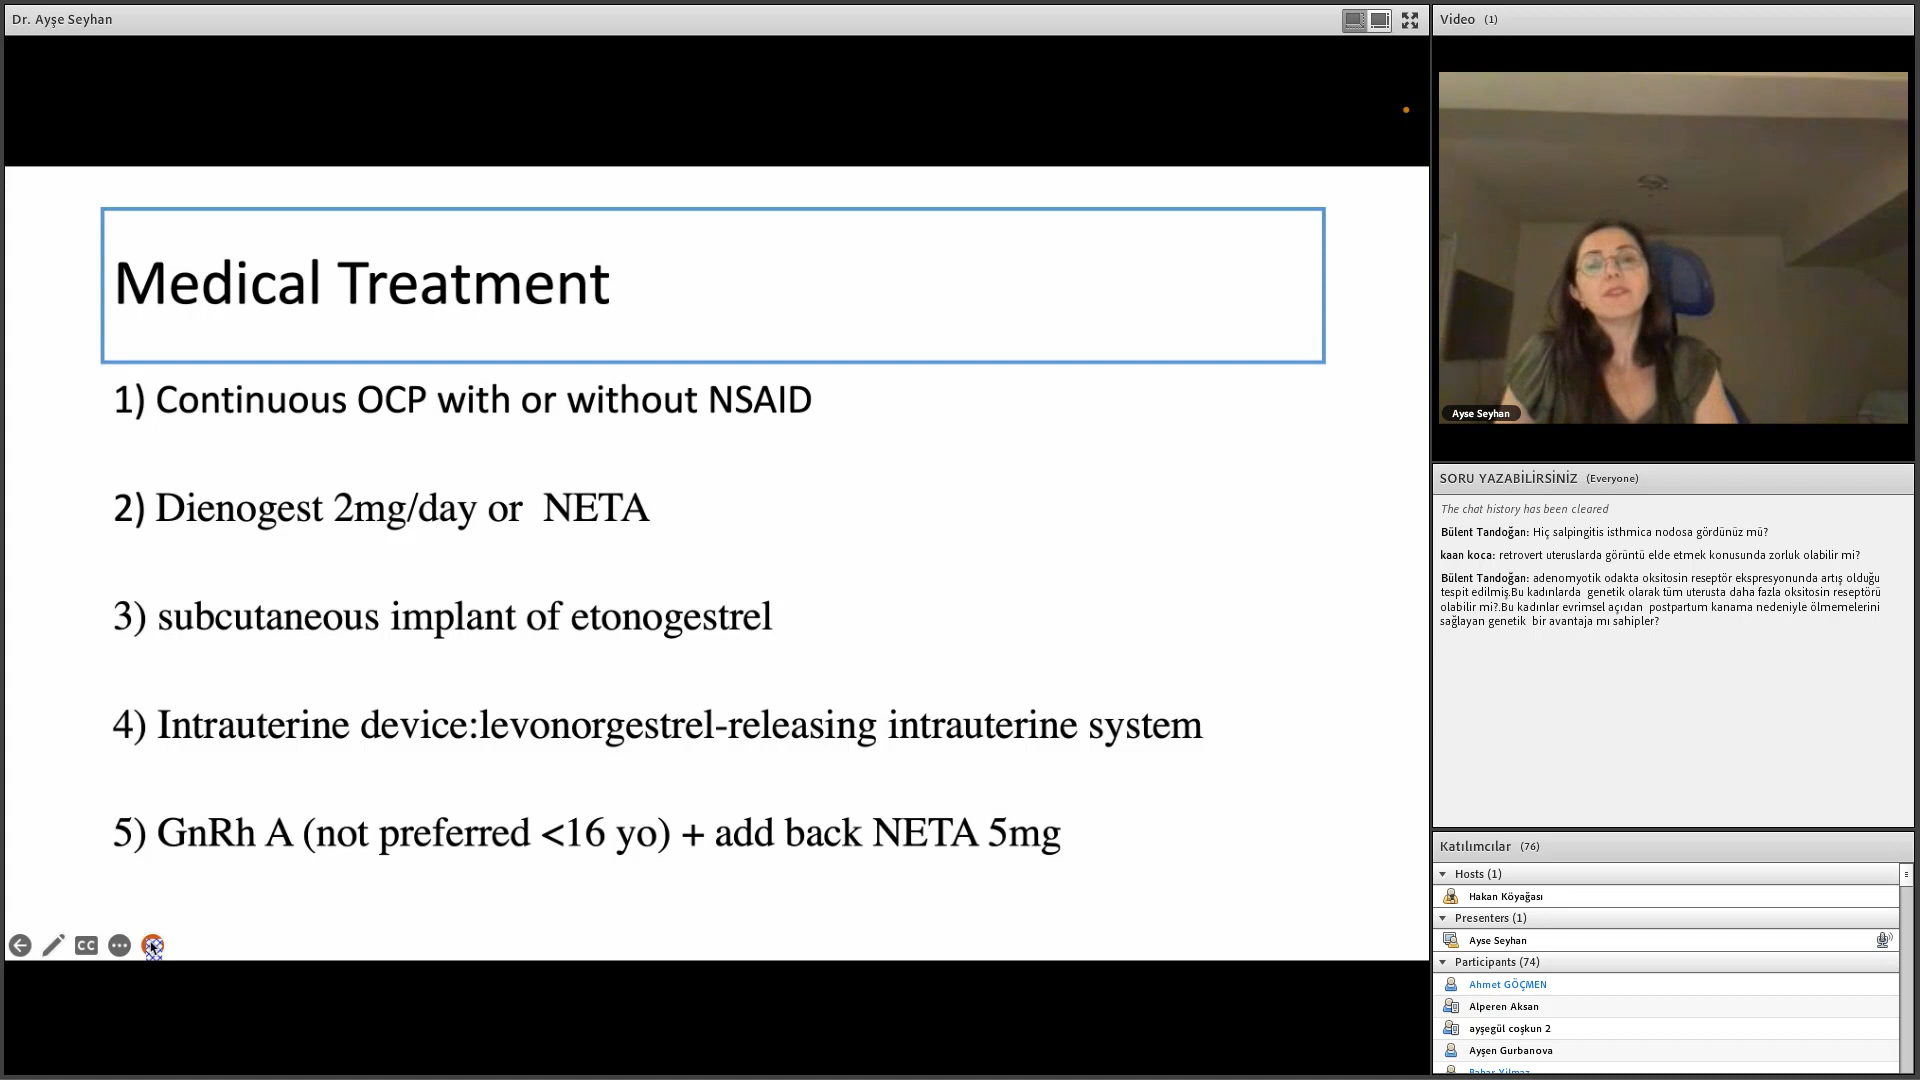 Dr. Ayşe Seyhan
Medical Treatment
1) Continuous OCP with or without NSAID
2) Dienogest 2mg/day or NETA
3) subcutaneous implant of etonogestrel
4) Intrauterine device:levonorgestrel-releasing intrauterine system
5) GnRh A (not preferred <16 yo) + add back NETA 5mg
CC
Video (1)
Ayse Seyhan
SORU YAZABİLİRSİNİZ (Everyone)
The chat history has been cleared
Bülent Tandoğan: Hiç salpingitis isthmica nodosa gördünüz mü?
kaan koca: retrovert uteruslarda görüntü elde etmek konusunda zorluk olabilir mi?
Bülent Tandoğan: adenomyotik odakta oksitosin reseptör ekspresyonunda artış olduğu
tespit edilmiş.Bu kadınlarda genetik olarak tüm uterusta daha fazla oksitosin reseptörü
olabilir mi?.Bu kadınlar evrimsel açıdan postpartum kanama nedeniyle ölmemelerini
sağlayan genetik bir avantaja mı sahipler?
Katılımcılar (76)
Hosts (1)
Hakan Köyağası
Presenters (1)
Ayse Seyhan
Participants (74)
Ahmet GÖÇMEN
Alperen Aksan
ayşegül coşkun 2
Ayşen Gurbanova